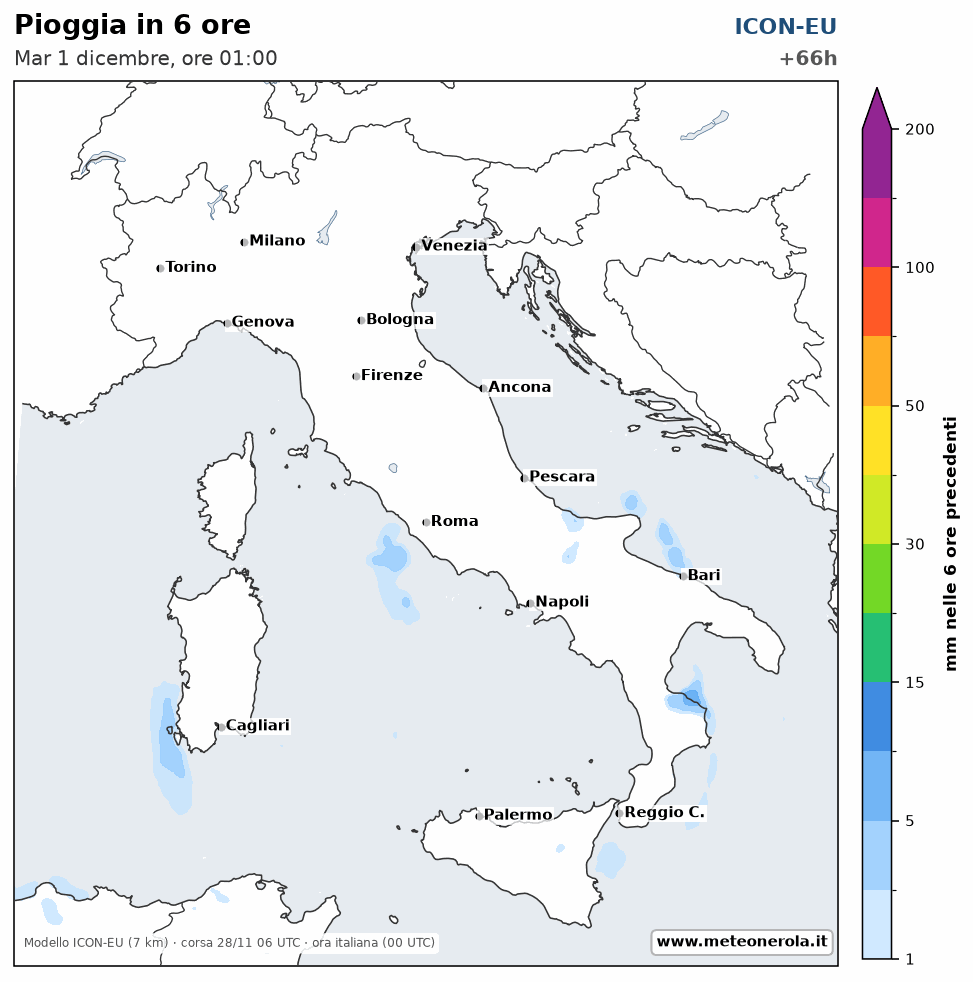 Pioggia in 6 ore
ICON-EU
Mar 1 dicembre, ore 01:00
+66h
Milano
Venezia
Torino
Genova
Bologna
Firenze
Ancona
Pescara
Roma
Bari
Napoli
Cagliari
Palermo
Reggio C.
Modello ICON-EU (7 km) · corsa 28/11 06 UTC · ora italiana (00 UTC)
www.meteonerola.it
200
100
50
30
15
5
1
mm nelle 6 ore precedenti